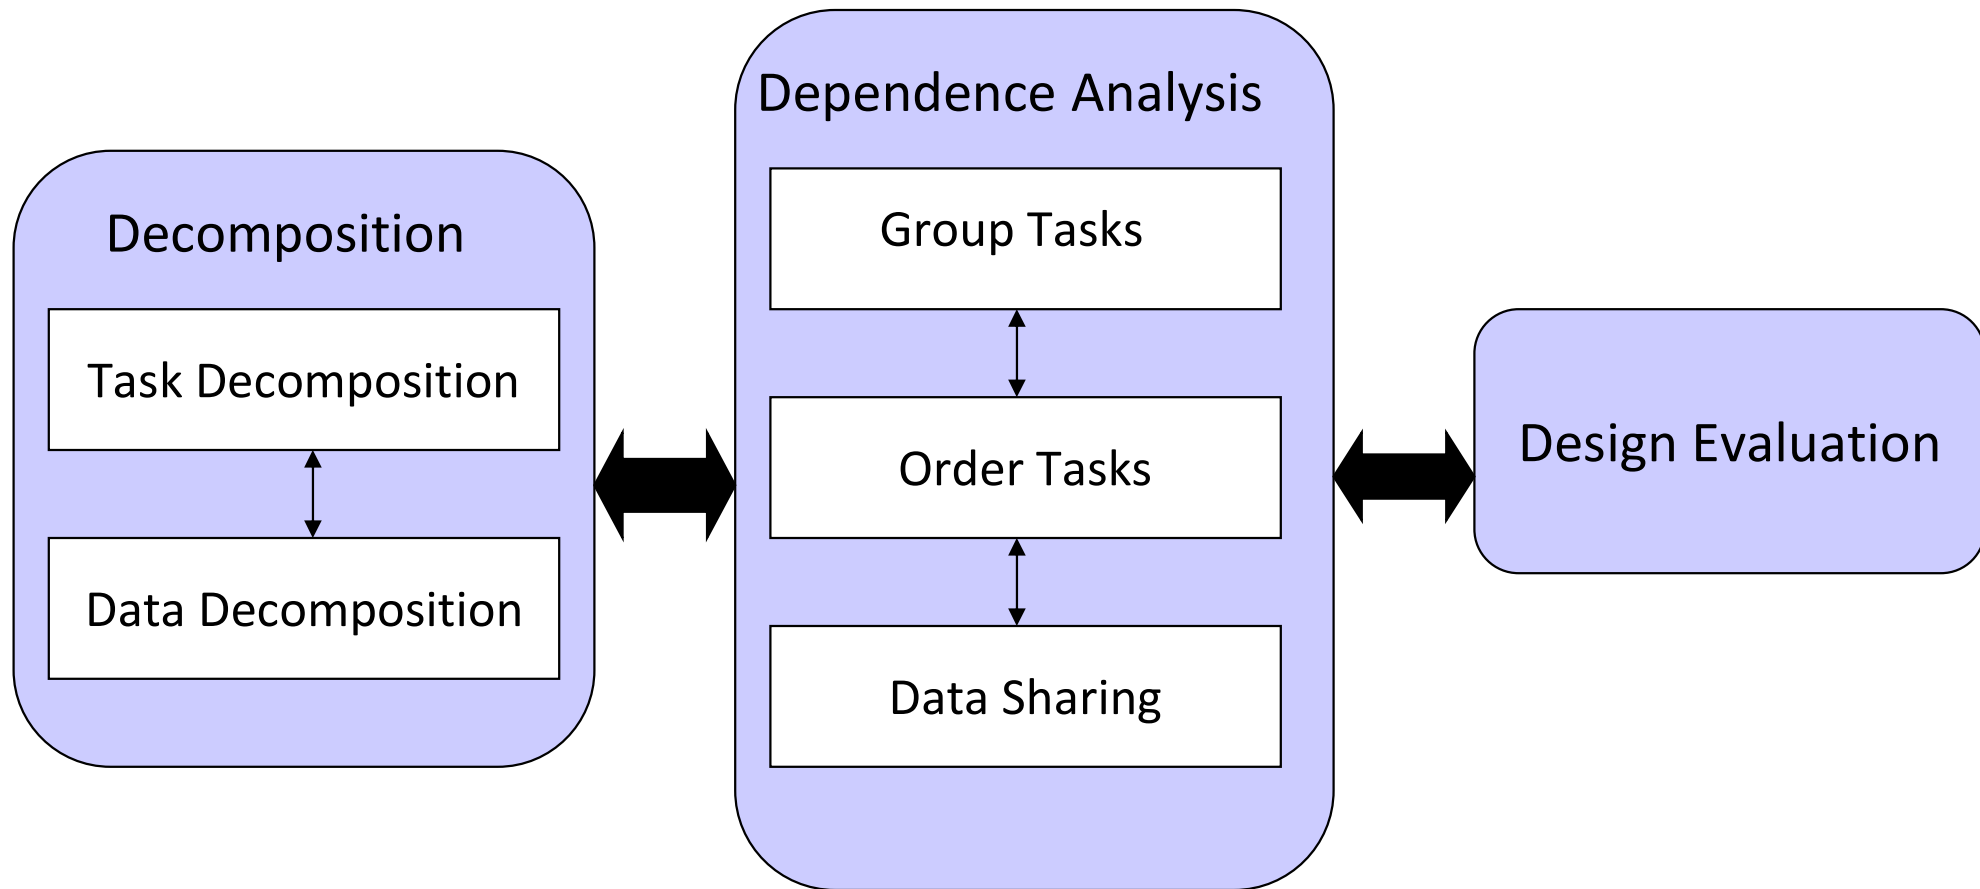 Decomposition
Task Decomposition
Data Decomposition
Dependence Analysis
Group Tasks
Order Tasks
Data Sharing
Design Evaluation